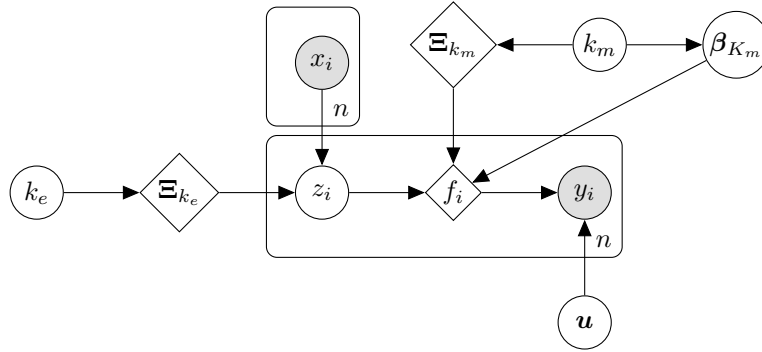 x_i
Ξ_{k_m}
k_m
β_{K_m}
n
k_e
Ξ_{k_e}
z_i
f_i
y_i
n
u